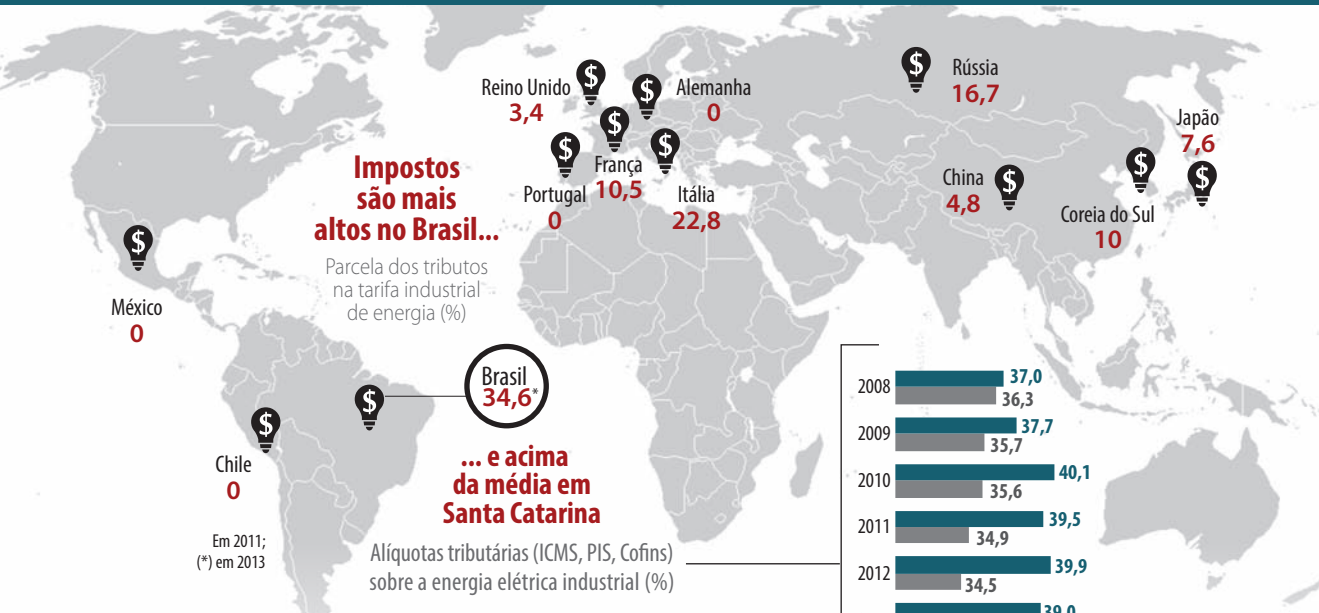 Reino Unido
3,4
Alemanha
0
Rússia
16,7
Japão
7,6
França
10,5
Portugal
0
Itália
22,8
China
4,8
Coreia do Sul
10
México
0
Impostos
são mais
altos no Brasil...
Parcela dos tributos
na tarifa industrial
de energia (%)
Brasil
34,6*
Chile
0
Em 2011;
(*) em 2013
... e acima
da média em
Santa Catarina
Alíquotas tributárias (ICMS, PIS, Cofins)
sobre a energia elétrica industrial (%)
2008
37,0
36,3
2009
37,7
35,7
2010
40,1
35,6
2011
39,5
34,9
2012
39,9
34,5
39,0